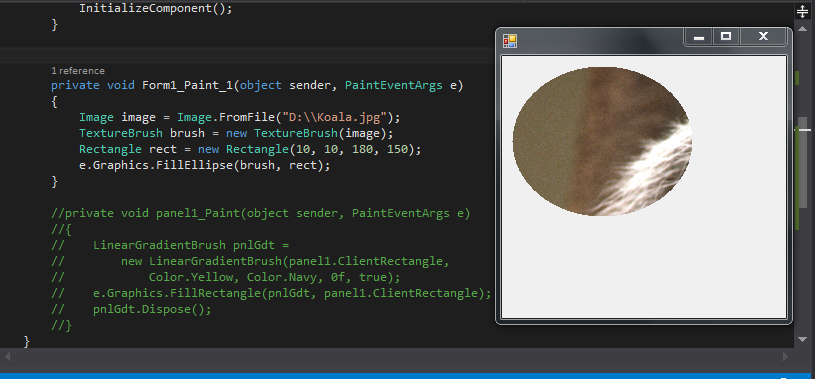 InitializeComponent();
}
1 reference
private void Form1_Paint_1(object sender, PaintEventArgs e)
{
Image image = Image.FromFile("D:\\Koala.jpg");
TextureBrush brush = new TextureBrush(image);
Rectangle rect = new Rectangle(10, 10, 180, 150);
e.Graphics.FillEllipse(brush, rect);
}
//private void panel1_Paint(object sender, PaintEventArgs e)
//{
//    LinearGradientBrush pnlGdt =
//        new LinearGradientBrush(panel1.ClientRectangle,
//            Color.Yellow, Color.Navy, 0f, true);
//    e.Graphics.FillRectangle(pnlGdt, panel1.ClientRectangle);
//    pnlGdt.Dispose();
//}
}